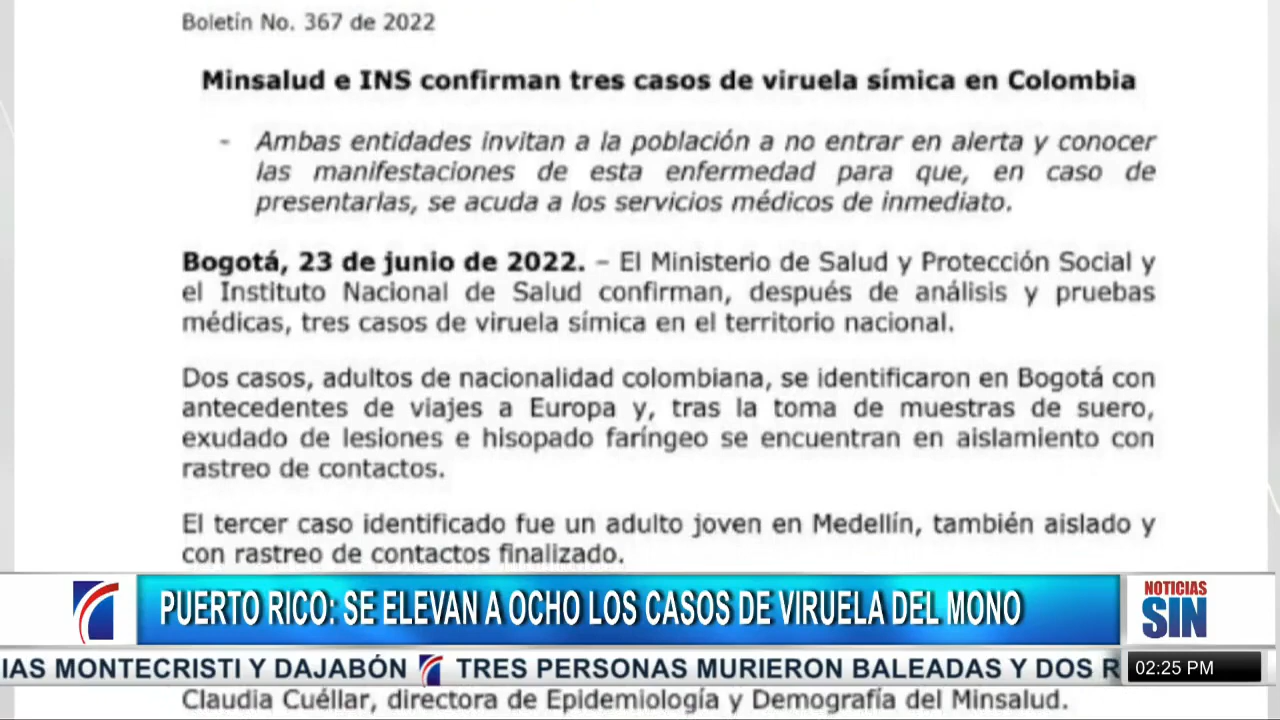 Boletín No. 367 de 2022
Minsalud e INS confirman tres casos de viruela símica en Colombia
- Ambas entidades invitan a la población a no entrar en alerta y conocer
las manifestaciones de esta enfermedad para que, en caso de
presentarlas, se acuda a los servicios médicos de inmediato.
Bogotá, 23 de junio de 2022. – El Ministerio de Salud y Protección Social y
el Instituto Nacional de Salud confirman, después de análisis y pruebas
médicas, tres casos de viruela símica en el territorio nacional.
Dos casos, adultos de nacionalidad colombiana, se identificaron en Bogotá con
antecedentes de viajes a Europa y, tras la toma de muestras de suero,
exudado de lesiones e hisopado faríngeo se encuentran en aislamiento con
rastreo de contactos.
El tercer caso identificado fue un adulto joven en Medellín, también aislado y
con rastreo de contactos finalizado.
PUERTO RICO: SE ELEVAN A OCHO LOS CASOS DE VIRUELA DEL MONO
NOTICIAS
SIN
IAS MONTECRISTI Y DAJABÓN TRES PERSONAS MURIERON BALEADAS Y DOS R
02:25 PM
Claudia Cuéllar, directora de Epidemiología y Demografía del Minsalud.